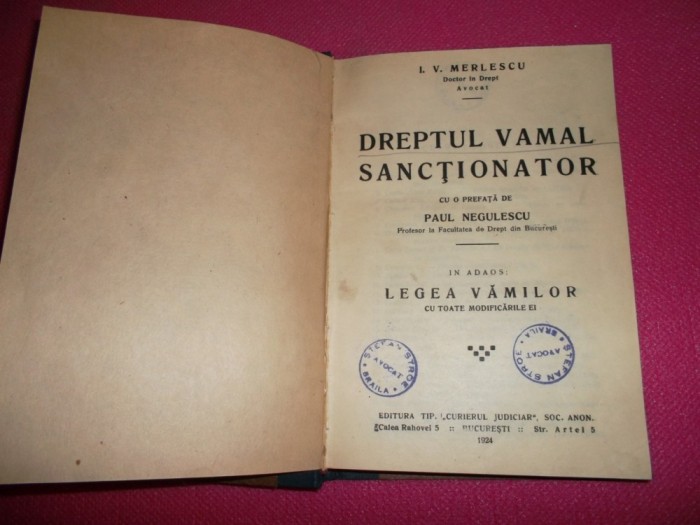 I. V. MERLESCU
Doctor în Drept
Avocat
DREPTUL VAMAL
SANCŢIONATOR
CU O PREFAŢĂ DE
PAUL NEGULESCU
Profesor la Facultatea de Drept din Bucureşti
IN ADAOS:
LEGEA VĂMILOR
CU TOATE MODIFICĂRILE EI
ȘTEFAN STROE
AVOCAT
BRAILA
ȘTEFAN STROE
AVOCAT
BRAILA
EDITURA TIP. „CURIERUL JUDICIAR", SOC. ANON.
Calea Rahovei 5 :: BUCUREŞTI :: Str. Artei 5
1924